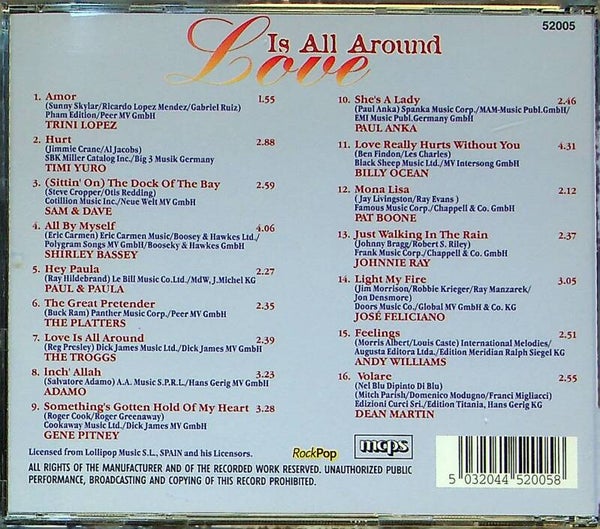 52005
Is All Around
Love
1. Amor 1.55
(Sunny Skylar/Ricardo Lopez Mendez/Gabriel Ruiz)
Pham Edition/Peer MV GmbH
TRINI LOPEZ
2. Hurt 2.88
(Jimmie Crane/Al Jacobs)
SBK Miller Catalog Inc./Big 3 Musik Germany
TIMI YURO
3. (Sittin' On) The Dock Of The Bay 2.59
(Steve Cropper/Otis Redding)
Cotillion Music Inc./Neue Welt MV GmbH
SAM & DAVE
4. All By Myself 4.06
(Eric Carmen) Eric Carmen Music/Boosey & Hawkes Ltd./
Polygram Songs MV GmbH/Booseky & Hawkes GmbH
SHIRLEY BASSEY
5. Hey Paula 2.27
(Ray Hildebrand) Le Bill Music Co.Ltd./MdW, J.Michel KG
PAUL & PAULA
6. The Great Pretender 2.35
(Buck Ram) Panther Music Corp./Peer MV GmbH
THE PLATTERS
7. Love Is All Around 2.39
(Reg Presley) Dick James Music Ltd./Dick James MV GmbH
THE TROGGS
8. Inch' Allah 3.23
(Salvatore Adamo) A.A. Music S.P.R.L./Hans Gerig MV GmbH
ADAMO
9. Something's Gotten Hold Of My Heart 3.28
(Roger Cook/Roger Greenaway)
Cookaway Music Ltd./Dick James MV GmbH
GENE PITNEY
10. She's A Lady 2.46
(Paul Anka) Spanka Music Corp./MAM-Music Publ.GmbH/
EMI Music Publ.Germany GmbH
PAUL ANKA
11. Love Really Hurts Without You 4.31
(Ben Findon/Les Charles)
Black Sheep Music Ltd./MV Intersong GmbH
BILLY OCEAN
12. Mona Lisa 2.12
(Jay Livingston/Ray Evans )
Famous Music Corp./Chappell & Co. GmbH
PAT BOONE
13. Just Walking In The Rain 2.37
(Johnny Bragg/Robert S. Riley)
Frank Music Corp./Chappell & Co. GmbH
JOHNNIE RAY
14. Light My Fire 3.05
(Jim Morrison/Robbie Krieger/Ray Manzarek/
Jon Densmore)
Doors Music Co./Global MV GmbH & Co. KG
JOSÉ FELICIANO
15. Feelings 2.51
(Morris Albert/Louis Caste) International Melodies/
Augusta Editora Ltda./Edition Meridian Ralph Siegel KG
ANDY WILLIAMS
16. Volare 2.55
(Nel Blu Dipinto Di Blu)
(Mitch Parish/Domenico Modugno/Franci Migliacci)
Edizioni Curci Srl./Edition Titania, Hans Gerig KG
DEAN MARTIN
Licensed from Lollipop Music S.L., SPAIN and his Licensors.
RockPop
mcps
ALL RIGHTS OF THE MANUFACTURER AND OF THE RECORDED WORK RESERVED. UNAUTHORIZED PUBLIC
PERFORMANCE, BROADCASTING AND COPYING OF THIS RECORD PROHIBITED.
5 032044 520058